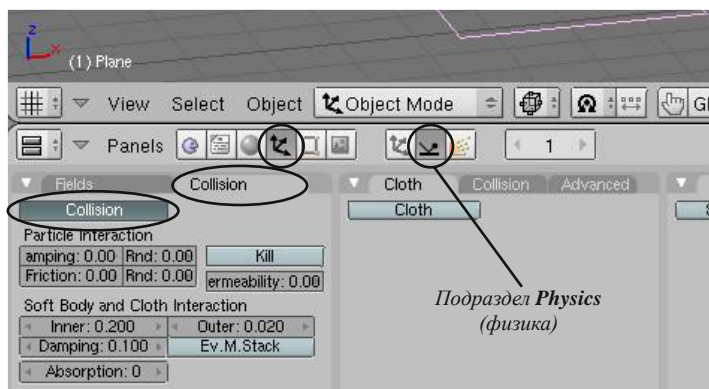 z
x
(1) Plane
View Select Object Object Mode Gl
Panels 1
Fields Collision Cloth Collision Advanced
Collision Cloth S
Particle Interaction
amping: 0.00 Rnd: 0.00 Kill
Friction: 0.00 Rnd: 0.00 ermeability: 0.00
Soft Body and Cloth Interaction
Inner: 0.200 Outer: 0.020
Damping: 0.100 Ev.M.Stack
Absorption: 0
Подраздел Physics
(физика)